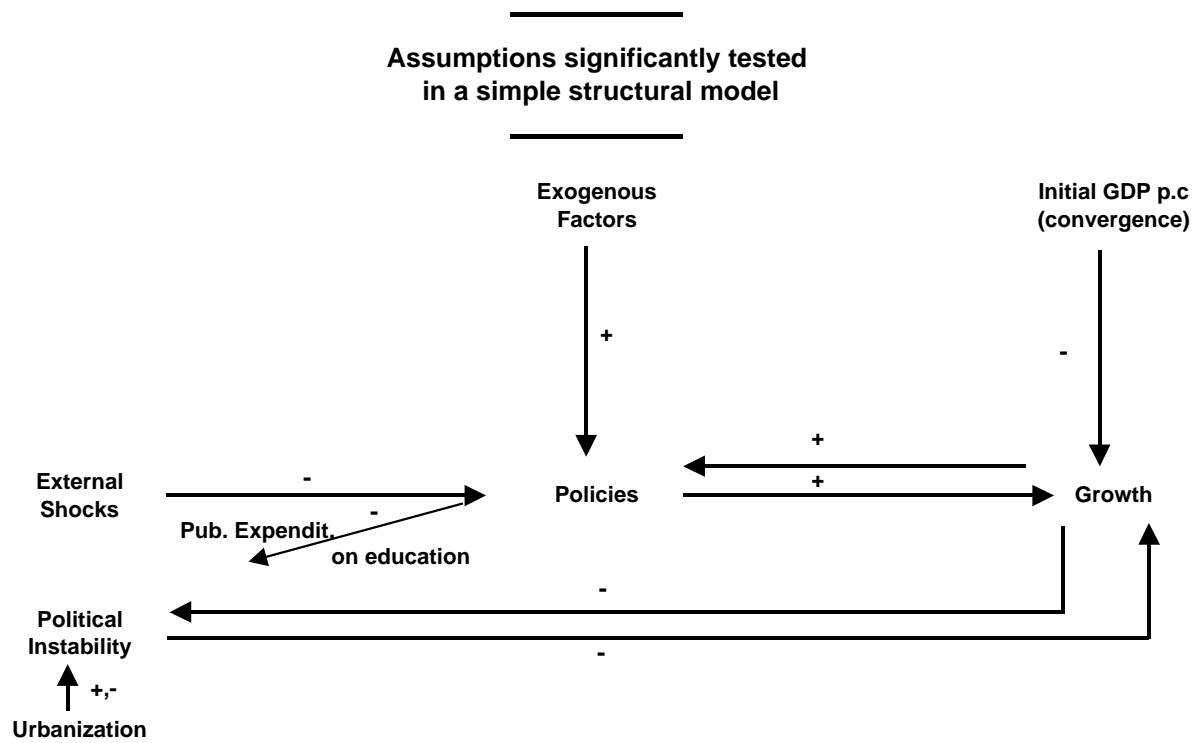 Assumptions significantly tested
in a simple structural model
Exogenous
Factors
Initial GDP p.c
(convergence)
+
-
+
External
Shocks
-
Policies
+
Growth
-
Pub. Expendit.
on education
-
Political
Instability
-
+,-
Urbanization